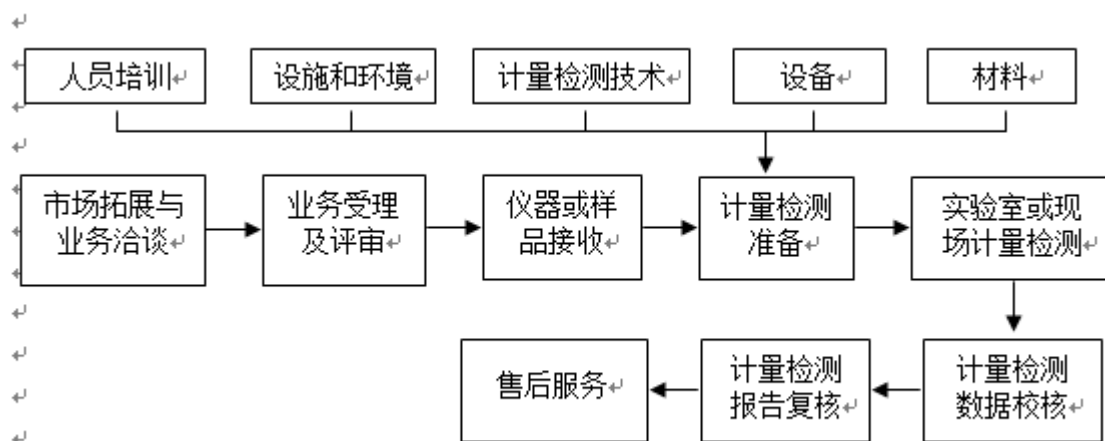 人员培训
设施和环境
计量检测技术
设备
材料
市场拓展与
业务洽谈
业务受理
及评审
仪器或样
品接收
计量检测
准备
实验室或现
场计量检测
售后服务
计量检测
报告复核
计量检测
数据校核